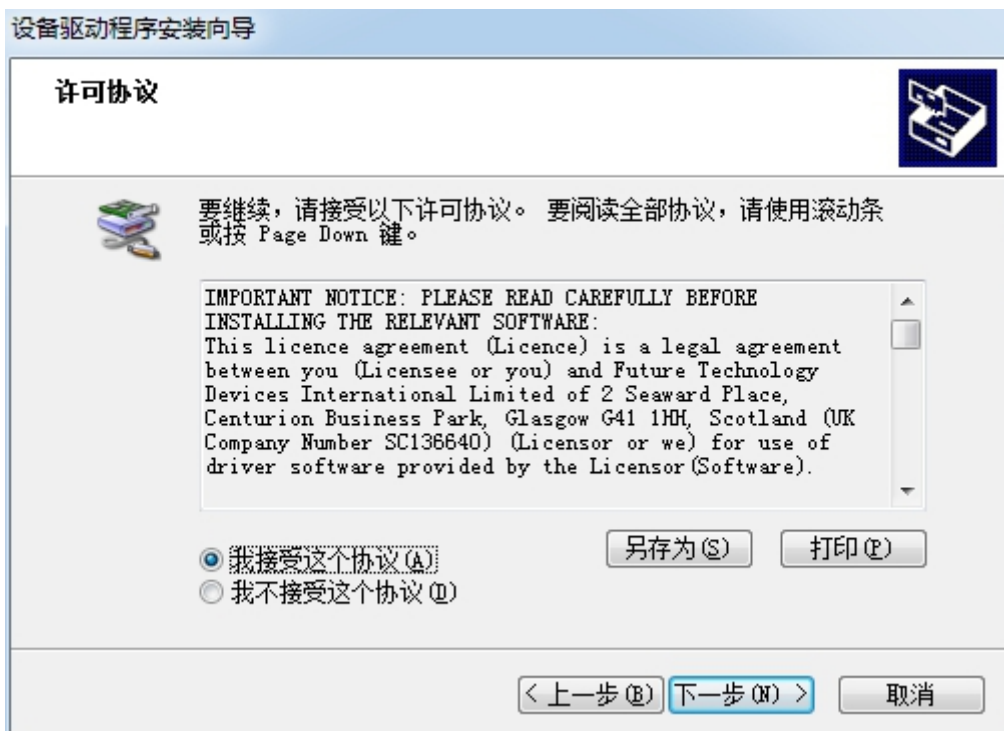 设备驱动程序安装向导
许可协议
要继续，请接受以下许可协议。 要阅读全部协议，请使用滚动条
或按 Page Down 键。
IMPORTANT NOTICE: PLEASE READ CAREFULLY BEFORE
INSTALLING THE RELEVANT SOFTWARE:
This licence agreement (Licence) is a legal agreement
between you (Licensee or you) and Future Technology
Devices International Limited of 2 Seaward Place,
Centurion Business Park, Glasgow G41 1HH, Scotland (UK
Company Number SC136640) (Licensor or we) for use of
driver software provided by the Licensor(Software).
我接受这个协议(A)
我不接受这个协议(D)
另存为(S)
打印(P)
< 上一步(B)
下一步(N) >
取消